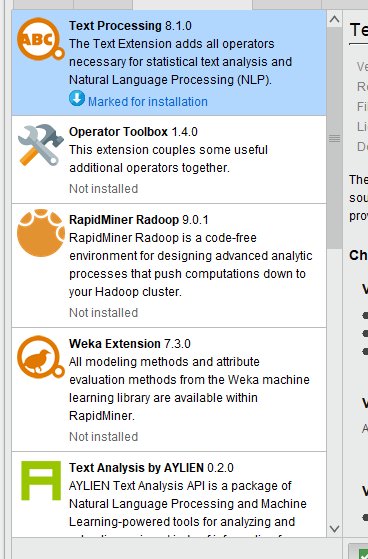 ABC
Text Processing 8.1.0
The Text Extension adds all operators
necessary for statistical text analysis and
Natural Language Processing (NLP).
Marked for installation
Operator Toolbox 1.4.0
This extension couples some useful
additional operators together.
Not installed
RapidMiner Radoop 9.0.1
RapidMiner Radoop is a code-free
environment for designing advanced analytic
processes that push computations down to
your Hadoop cluster.
Not installed
Weka Extension 7.3.0
All modeling methods and attribute
evaluation methods from the Weka machine
learning library are available within
RapidMiner.
Not installed
Text Analysis by AYLIEN 0.2.0
AYLIEN Text Analysis API is a package of
Natural Language Processing and Machine
Learning-powered tools for analyzing and
Te
Ve
Re
Fil
Lic
De
The
sou
pro
Ch